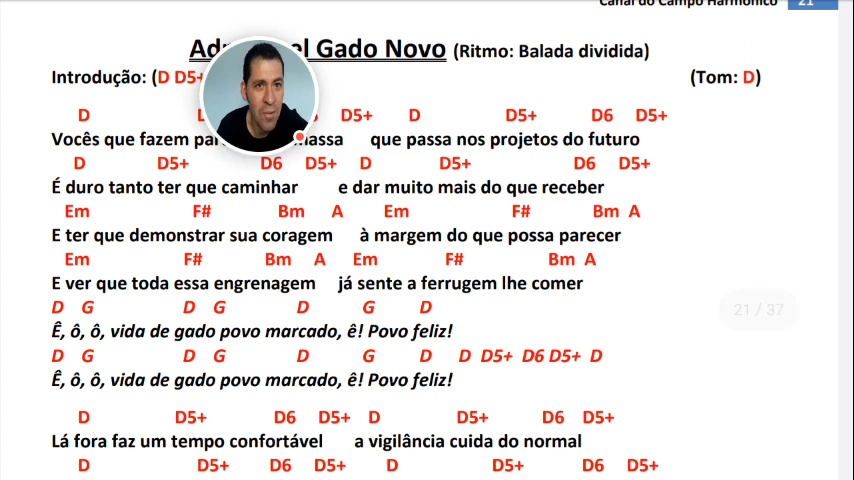 Canal do Campo Harmônico 21
Gado Novo (Ritmo: Balada dividida)
Introdução: (D D5+ (Tom: D)
D D5+ D D5+ D6 D5+
Vocês que fazem que passa nos projetos do futuro
D D5+ D6 D5+ D D5+ D6 D5+
É duro tanto ter que caminhar e dar muito mais do que receber
Em F# Bm A Em F# Bm A
E ter que demonstrar sua coragem à margem do que possa parecer
Em F# Bm A Em F# Bm A
E ver que toda essa engrenagem já sente a ferrugem lhe comer
D G D G D G D
Ê, ô, ô, vida de gado povo marcado, ê! Povo feliz!
D G D G D G D D D5+ D6 D5+ D
Ê, ô, ô, vida de gado povo marcado, ê! Povo feliz!
D D5+ D6 D5+ D D5+ D6 D5+
Lá fora faz um tempo confortável a vigilância cuida do normal
D D5+ D6 D5+ D D5+ D6 D5+
21 / 37